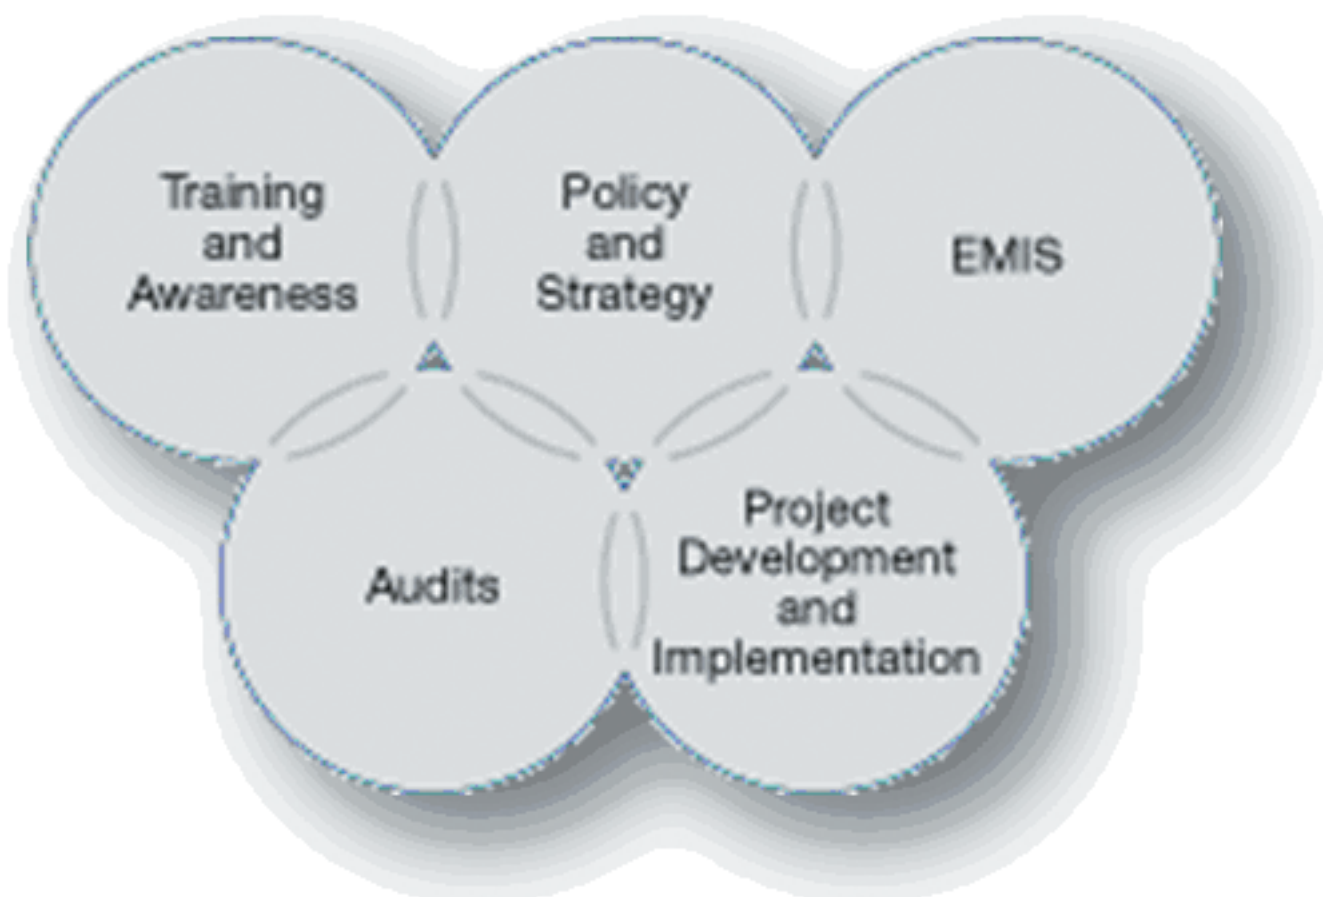 Training
and
Awareness
Policy
and
Strategy
EMIS
Audits
Project
Development
and
Implementation